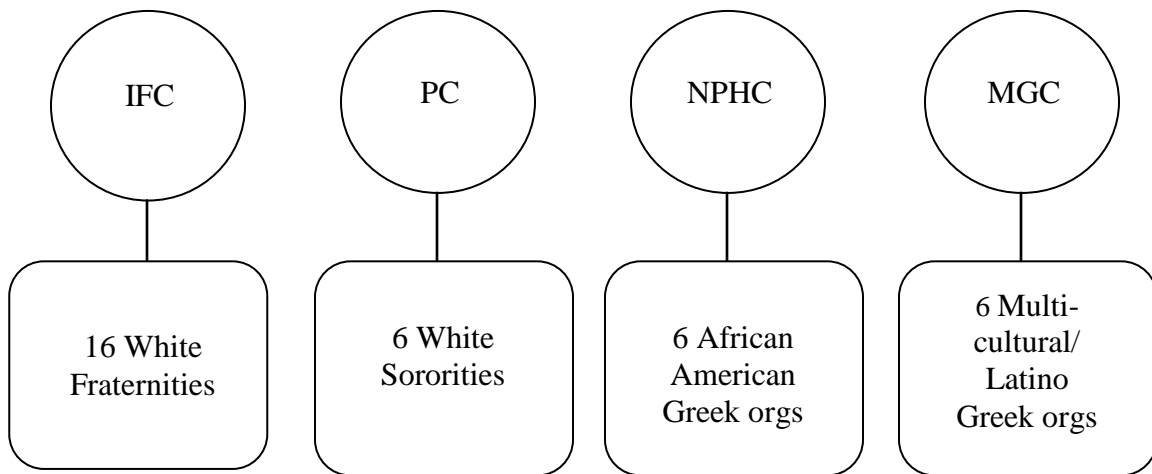 IFC
PC
NPHC
MGC
16 White
Fraternities
6 White
Sororities
6 African
American
Greek orgs
6 Multi-
cultural/
Latino
Greek orgs